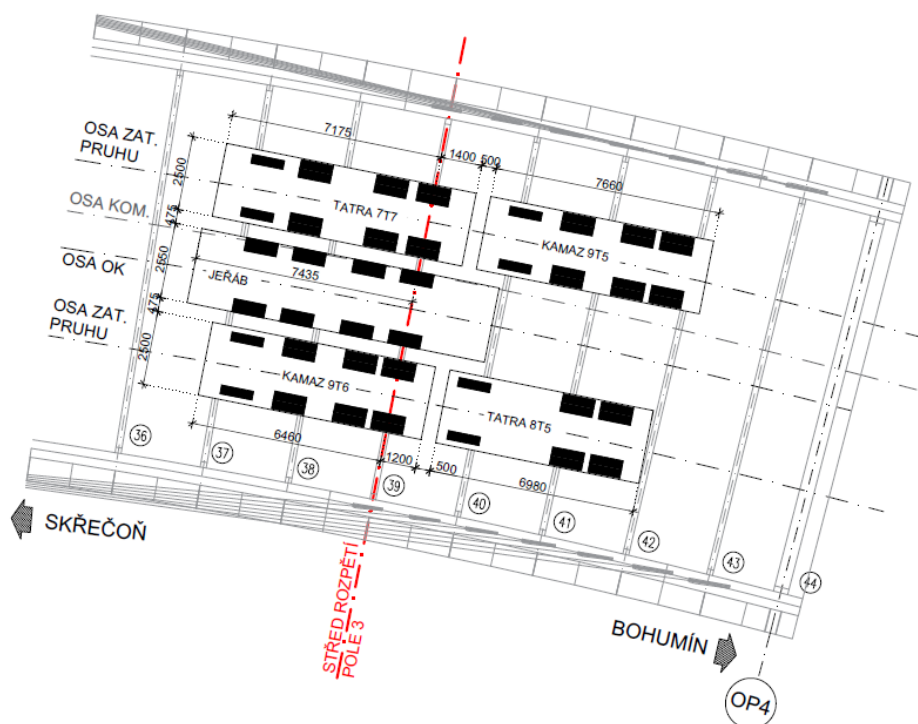 7175
1400
500
7660
OSA ZAT.
PRUHU
2500
TATRA 7T7
KAMAZ 9T5
OSA KOM.
475
OSA OK
2550
JEŘÁB
7435
OSA ZAT.
PRUHU
475
2500
KAMAZ 9T6
TATRA 8T5
6460
1200
500
6980
36
37
38
39
40
41
42
43
44
SKŘEČOŇ
STŘED ROZPĚTÍ
POLE 3
BOHUMÍN
OP4